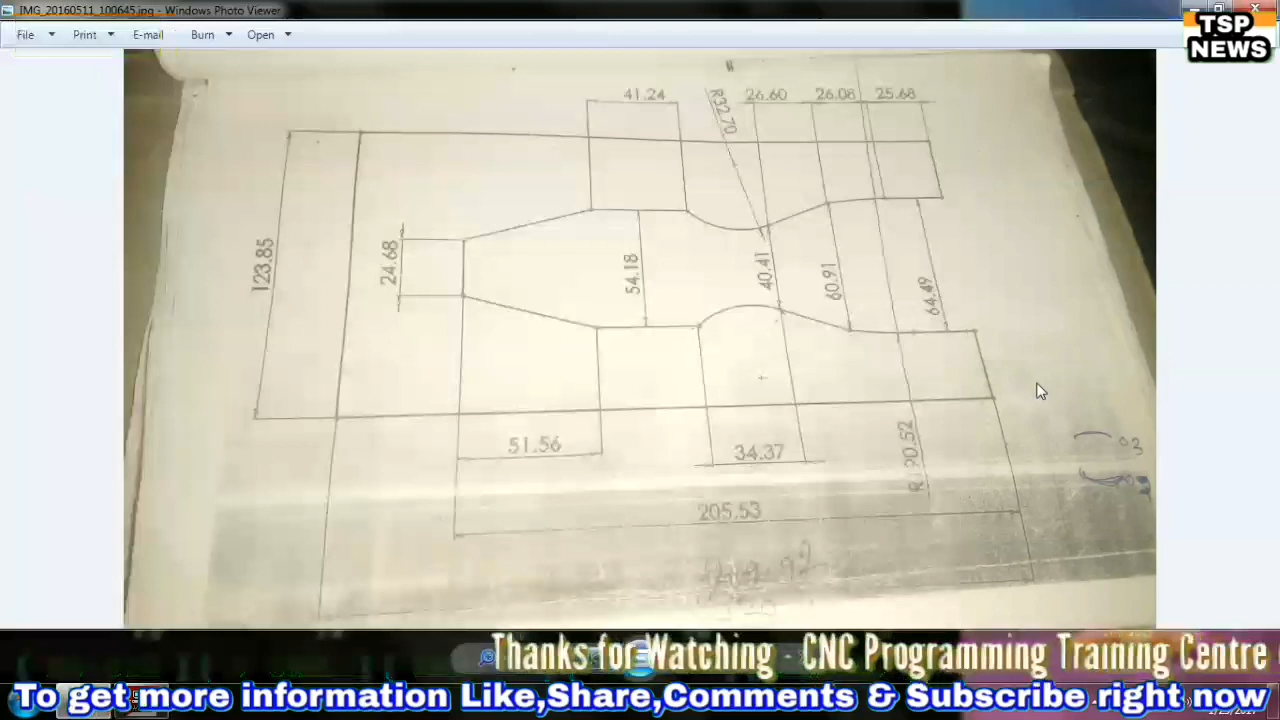 IMG_20160511_100645.jpg - Windows Photo Viewer
File Print E-mail Burn Open
TSP
NEWS
41.24
R32.70
26.60
26.08
25.68
123.85
24.68
54.18
40.41
60.91
64.49
51.56
34.37
205.53
Thanks for Watching - CNC Programming Training Centre
To get more information Like,Share,Comments & Subscribe right now